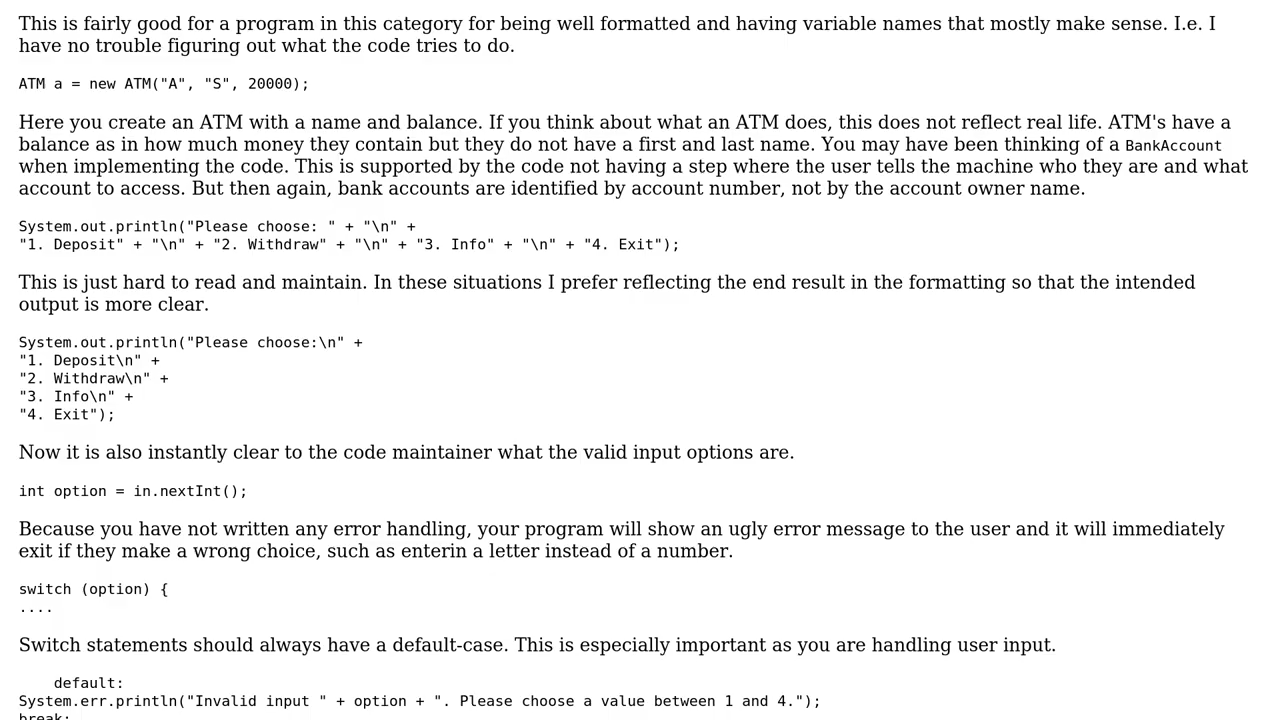 This is fairly good for a program in this category for being well formatted and having variable names that mostly make sense. I.e. I
have no trouble figuring out what the code tries to do.
ATM a = new ATM("A", "S", 20000);
Here you create an ATM with a name and balance. If you think about what an ATM does, this does not reflect real life. ATM's have a
balance as in how much money they contain but they do not have a first and last name. You may have been thinking of a BankAccount
when implementing the code. This is supported by the code not having a step where the user tells the machine who they are and what
account to access. But then again, bank accounts are identified by account number, not by the account owner name.
System.out.println("Please choose: " + "\n" +
"1. Deposit" + "\n" + "2. Withdraw" + "\n" + "3. Info" + "\n" + "4. Exit");
This is just hard to read and maintain. In these situations I prefer reflecting the end result in the formatting so that the intended
output is more clear.
System.out.println("Please choose:\n" +
"1. Deposit\n" +
"2. Withdraw\n" +
"3. Info\n" +
"4. Exit");
Now it is also instantly clear to the code maintainer what the valid input options are.
int option = in.nextInt();
Because you have not written any error handling, your program will show an ugly error message to the user and it will immediately
exit if they make a wrong choice, such as enterin a letter instead of a number.
switch (option) {
....
Switch statements should always have a default-case. This is especially important as you are handling user input.
default:
System.err.println("Invalid input " + option + ". Please choose a value between 1 and 4.");
break;